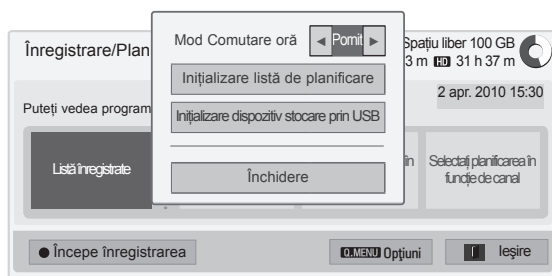 Înregistrare/Plan
Spațiu liber 100 GB
3 m HD 31 h 37 m
2 apr. 2010 15:30
Puteți vedea program
Mod Comutare oră ◄ Pornit ►
Inițializare listă de planificare
Inițializare dispozitiv stocare prin USB
Închidere
Listă înregistrate
în
Selectați planificarea în
funcție de canal
● Începe înregistrarea
Q.MENU Opțiuni
Ieșire